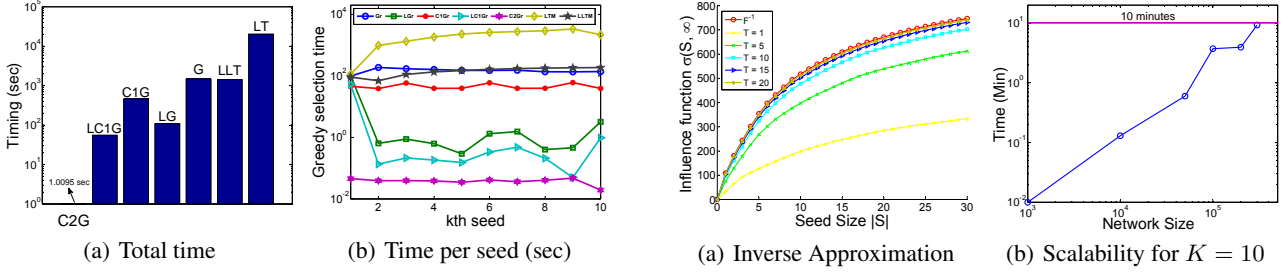 Timing (sec)
10^5
10^4
10^3
10^2
10^1
10^0
1.0095 sec
C2G
LC1G
C1G
LG
G
LLT
LT
(a) Total time
Greedy selection time
10^4
10^2
10^0
10^-2
Gr LGr C1Gr LC1Gr C2Gr LTM LLTM
2 4 6 8 10
kth seed
(b) Time per seed (sec)
Influence function σ(S, ∞)
800
700
600
500
400
300
200
100
0
F^-1
T = 1
T = 5
T = 10
T = 15
T = 20
0 5 10 15 20 25 30
Seed Size |S|
(a) Inverse Approximation
Time (Min)
10 minutes
10^1
10^0
10^-1
10^-2
10^3 10^4 10^5
Network Size
(b) Scalability for K = 10